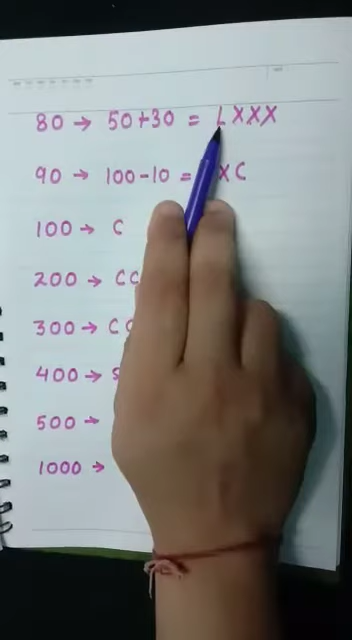 80 → 50+30 = LXXX
90 → 100-10 = XC
100 → C
200 → CC
300 → CC
400 →
500 →
1000 →